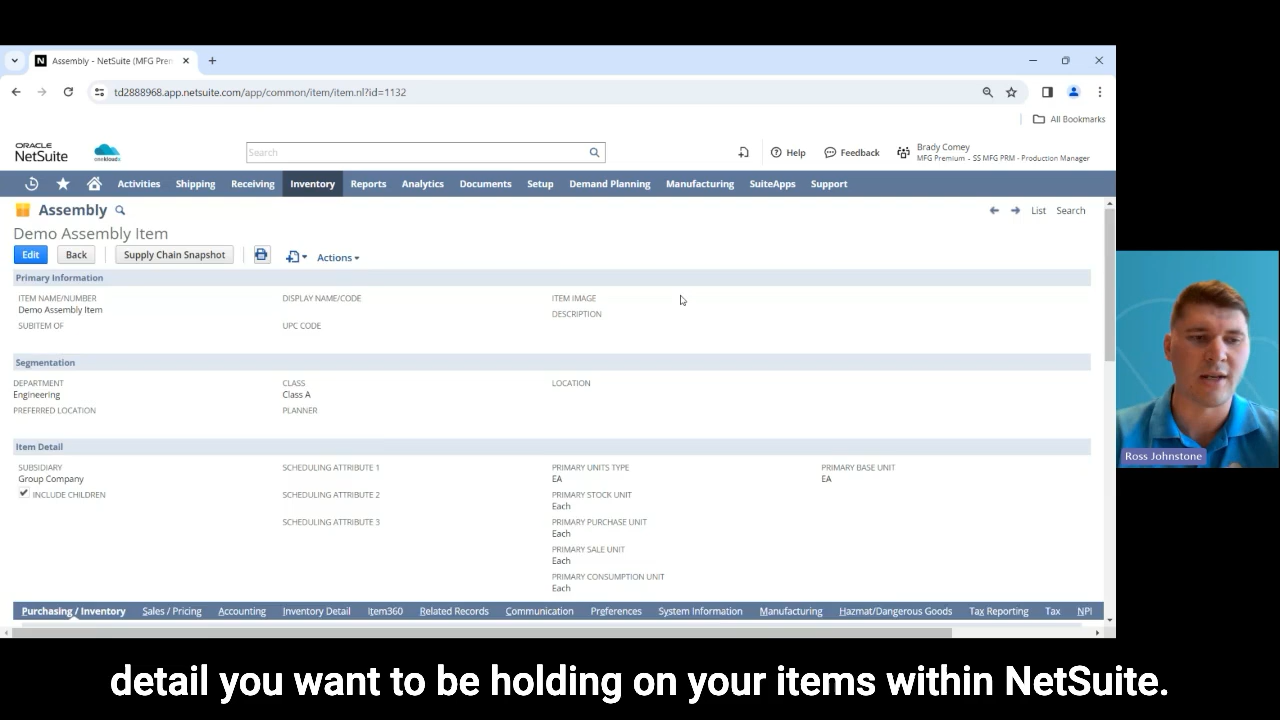 Assembly - NetSuite (MFG Pren
td2888968.app.netsuite.com/app/common/item/item.nl?id=1132
All Bookmarks
ORACLE
NetSuite
Search
Help
Feedback
Brady Comey
MFG Premium - SS MFG PRM - Production Manager
Activities Shipping Receiving Inventory Reports Analytics Documents Setup Demand Planning Manufacturing SuiteApps Support
Assembly
List Search
Demo Assembly Item
Edit Back Supply Chain Snapshot Actions
Primary Information
ITEM NAME/NUMBER
Demo Assembly Item
SUBITEM OF
DISPLAY NAME/CODE
UPC CODE
ITEM IMAGE
DESCRIPTION
Segmentation
DEPARTMENT
Engineering
PREFERRED LOCATION
CLASS
Class A
PLANNER
LOCATION
Item Detail
SUBSIDIARY
Group Company
INCLUDE CHILDREN
SCHEDULING ATTRIBUTE 1
SCHEDULING ATTRIBUTE 2
SCHEDULING ATTRIBUTE 3
PRIMARY UNITS TYPE
EA
PRIMARY STOCK UNIT
Each
PRIMARY PURCHASE UNIT
Each
PRIMARY SALE UNIT
Each
PRIMARY CONSUMPTION UNIT
Each
PRIMARY BASE UNIT
EA
Purchasing / Inventory Sales / Pricing Accounting Inventory Detail Item360 Related Records Communication Preferences System Information Manufacturing Hazmat/Dangerous Goods Tax Reporting Tax NPI
Ross Johnstone
detail you want to be holding on your items within NetSuite.